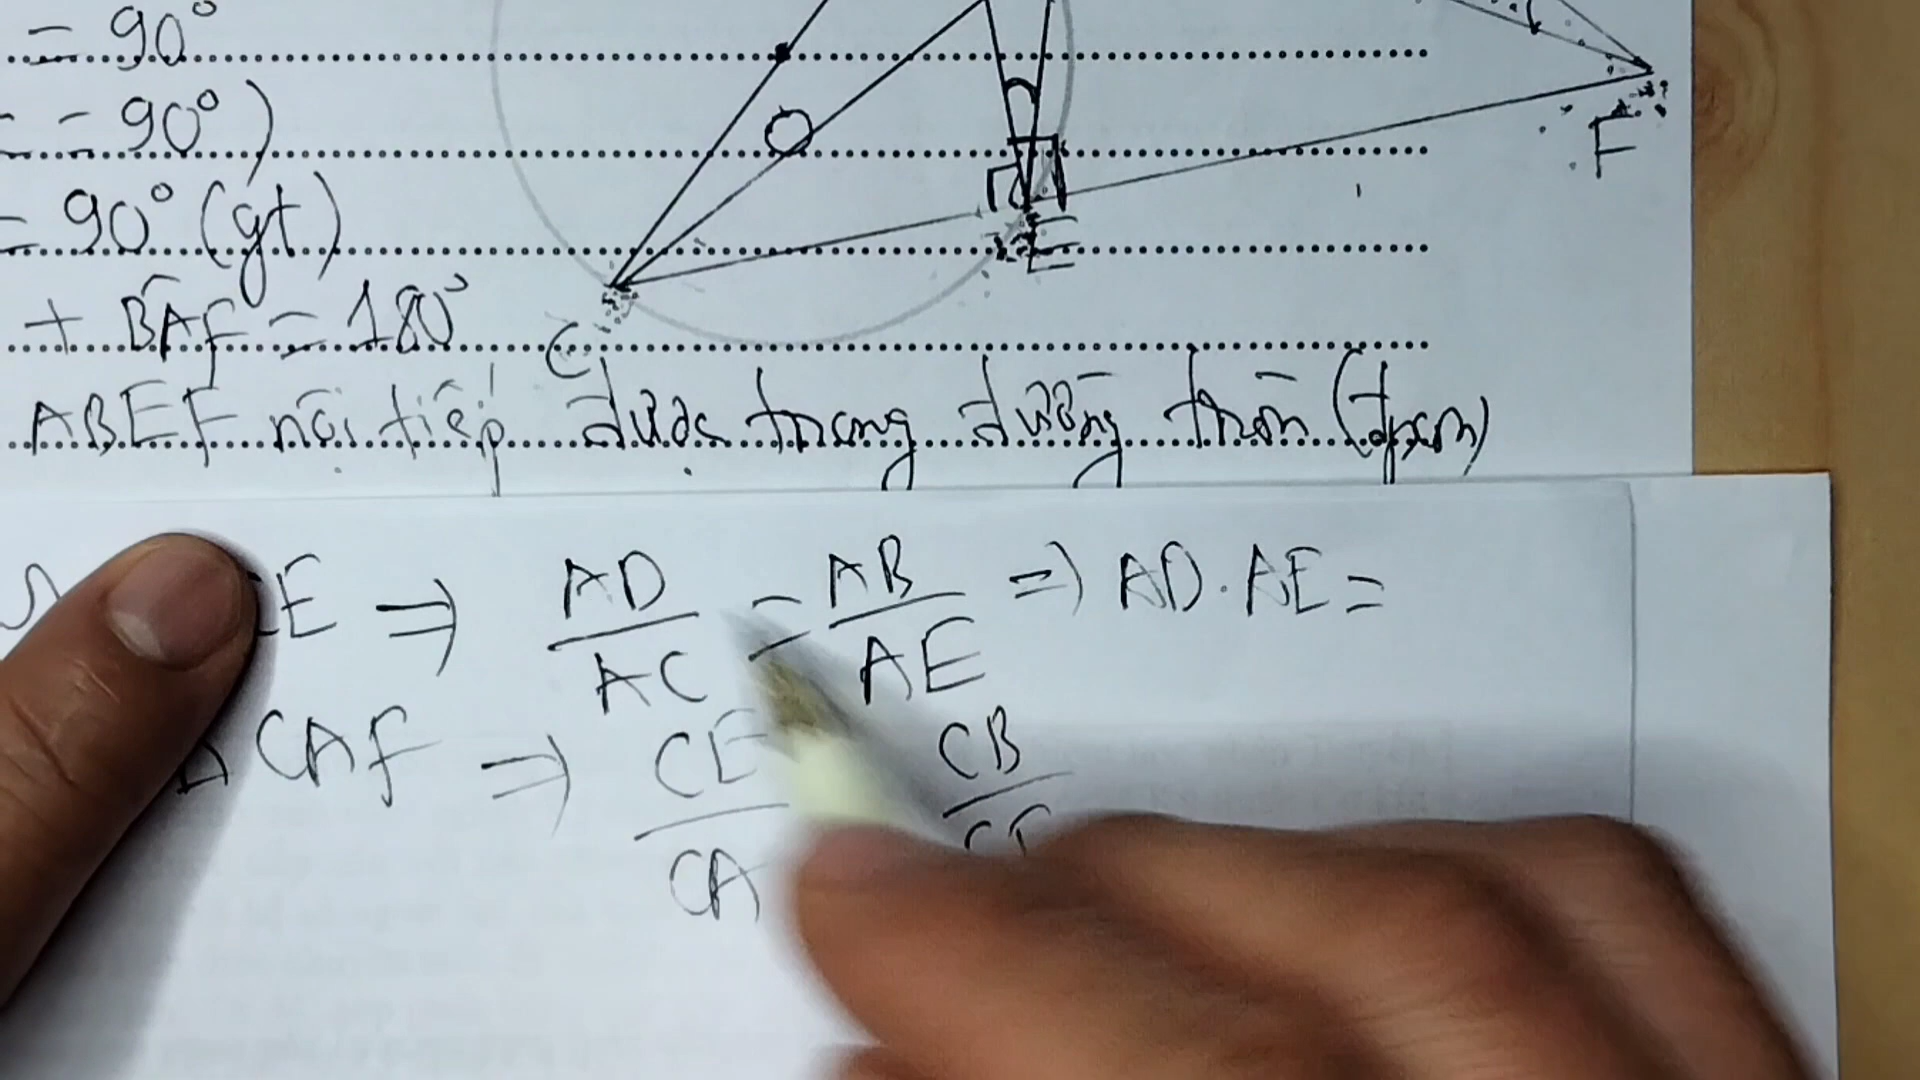 = 90°
= 90°)
= 90° (gt)
+ BAF = 180°
F
E
C
ABEF nội tiếp được trong đường tròn (đpcm)
E ⇒ AD/AC = AB/AE ⇒ AD . AE =
CAF ⇒ CE/CA CB